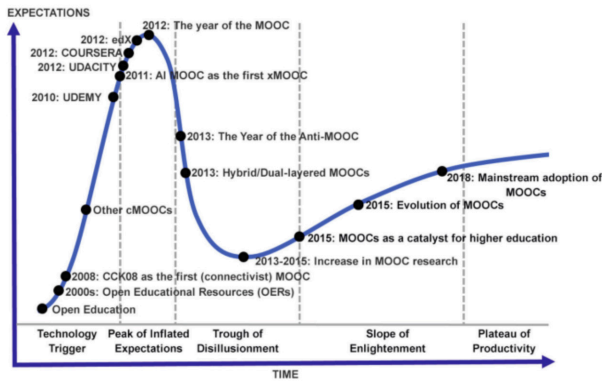 EXPECTATIONS
2012: The year of the MOOC
2012: edX
2012: COURSERA
2012: UDACITY
2011: AI MOOC as the first xMOOC
2010: UDEMY
2013: The Year of the Anti-MOOC
2013: Hybrid/Dual-layered MOOCs
2018: Mainstream adoption of
MOOCs
Other cMOOCs
2015: Evolution of MOOCs
2015: MOOCs as a catalyst for higher education
2013-2015: Increase in MOOC research
2008: CCK08 as the first (connectivist) MOOC
2000s: Open Educational Resources (OERs)
Open Education
Technology
Trigger
Peak of Inflated
Expectations
Trough of
Disillusionment
Slope of
Enlightenment
Plateau of
Productivity
TIME